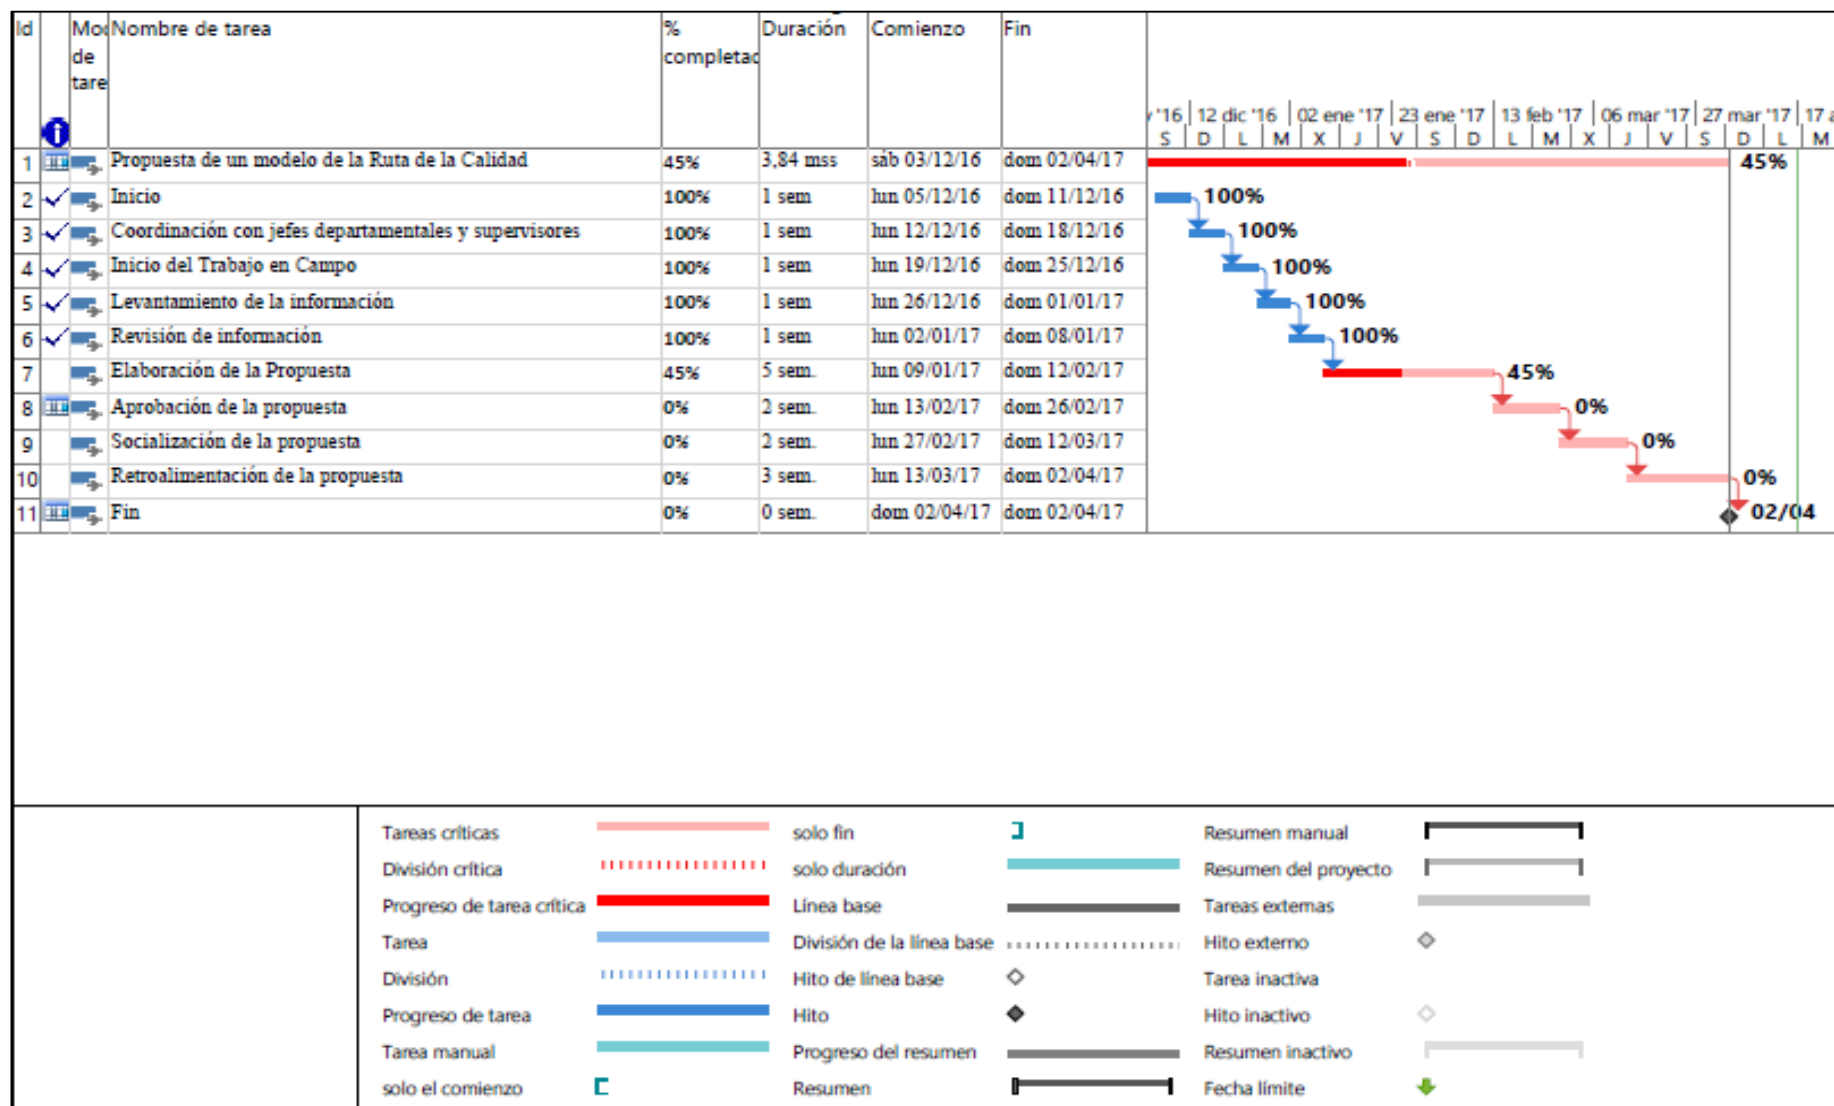 Id Mo Nombre de tarea % Duración Comienzo Fin
de completad
tare
'16 12 dic '16 02 ene '17 23 ene '17 13 feb '17 06 mar '17 27 mar '17 17 a
S D L M X J V S D L M X J V S D L M
1 Propuesta de un modelo de la Ruta de la Calidad 45% 3,84 mss sáb 03/12/16 dom 02/04/17 45%
2 Inicio 100% 1 sem lun 05/12/16 dom 11/12/16 100%
3 Coordinación con jefes departamentales y supervisores 100% 1 sem lun 12/12/16 dom 18/12/16 100%
4 Inicio del Trabajo en Campo 100% 1 sem lun 19/12/16 dom 25/12/16 100%
5 Levantamiento de la información 100% 1 sem lun 26/12/16 dom 01/01/17 100%
6 Revisión de información 100% 1 sem lun 02/01/17 dom 08/01/17 100%
7 Elaboración de la Propuesta 45% 5 sem. lun 09/01/17 dom 12/02/17 45%
8 Aprobación de la propuesta 0% 2 sem. lun 13/02/17 dom 26/02/17 0%
9 Socialización de la propuesta 0% 2 sem. lun 27/02/17 dom 12/03/17 0%
10 Retroalimentación de la propuesta 0% 3 sem. lun 13/03/17 dom 02/04/17 0%
11 Fin 0% 0 sem. dom 02/04/17 dom 02/04/17 02/04
Tareas críticas solo fin Resumen manual
División crítica solo duración Resumen del proyecto
Progreso de tarea crítica Línea base Tareas externas
Tarea División de la línea base Hito externo
División Hito de línea base Tarea inactiva
Progreso de tarea Hito Hito inactivo
Tarea manual Progreso del resumen Resumen inactivo
solo el comienzo Resumen Fecha límite